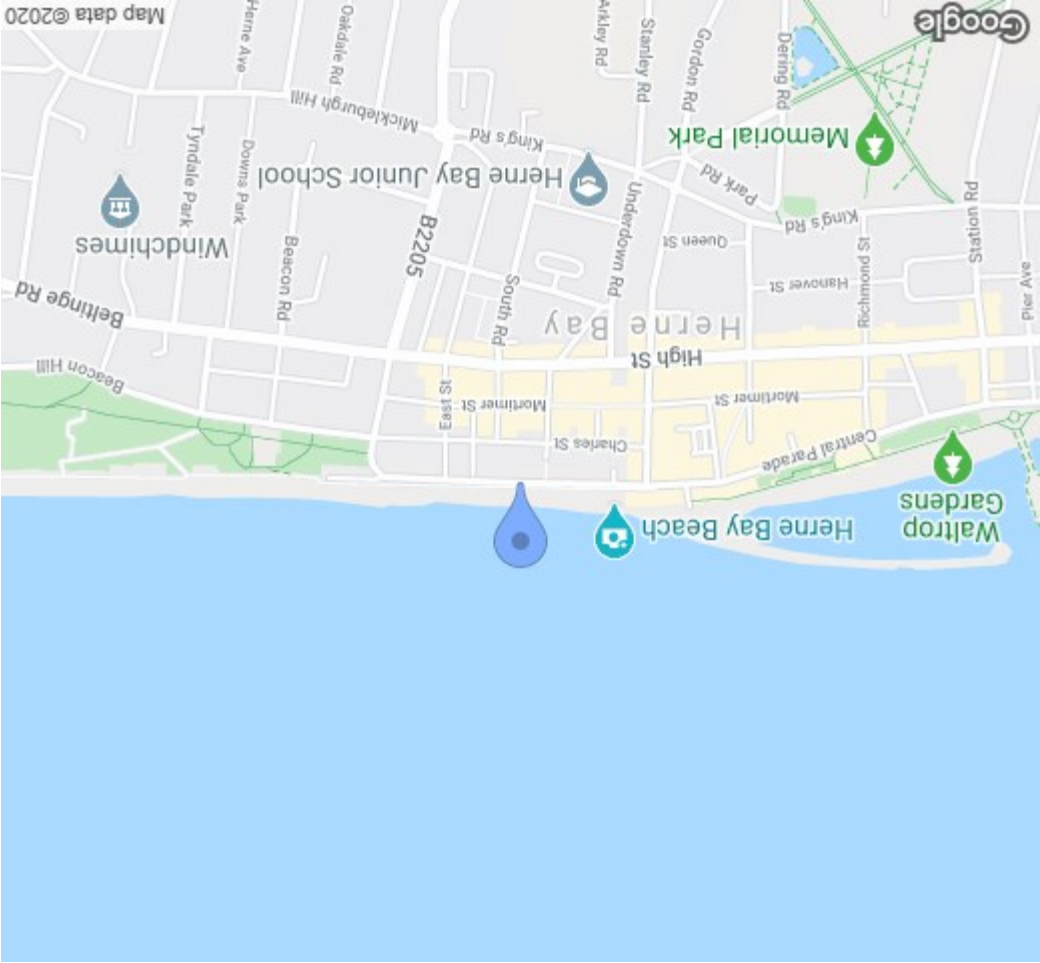 Waltrop
Gardens
Herne Bay Beach
Central Parade
Charles St
Mortimer St
Mortimer St
East St
Beacon Hill
High St
Herne Bay
South Rd
Beltinge Rd
Pier Ave
Richmond St
Hanover St
Underdown Rd
Beacon Rd
B2205
Queen St
Windchimes
Station Rd
King's Rd
Park Rd
Herne Bay Junior School
Downs Park
Tyndale Park
Memorial Park
King's Rd
Mickleburgh Hill
Dering Rd
Gordon Rd
Stanley Rd
Arkley Rd
Oakdale Rd
Herne Ave
Google
Map data ©2020